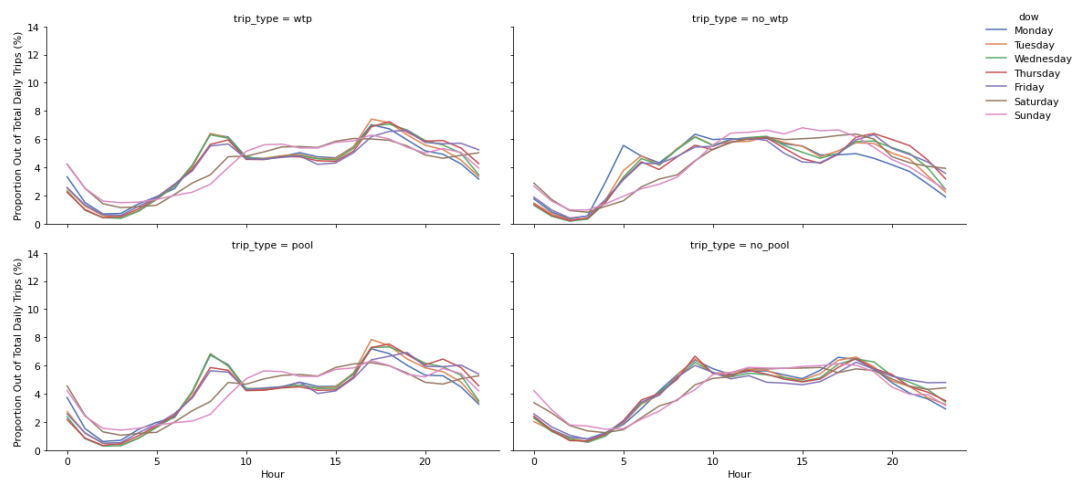 trip_type = wtp
trip_type = no_wtp
dow
Monday
Tuesday
Wednesday
Thursday
Friday
Saturday
Sunday
Proportion Out of Total Daily Trips (%)
14
12
10
8
6
4
2
0
trip_type = pool
trip_type = no_pool
Proportion Out of Total Daily Trips (%)
14
12
10
8
6
4
2
0
0 5 10 15 20
Hour
0 5 10 15 20
Hour